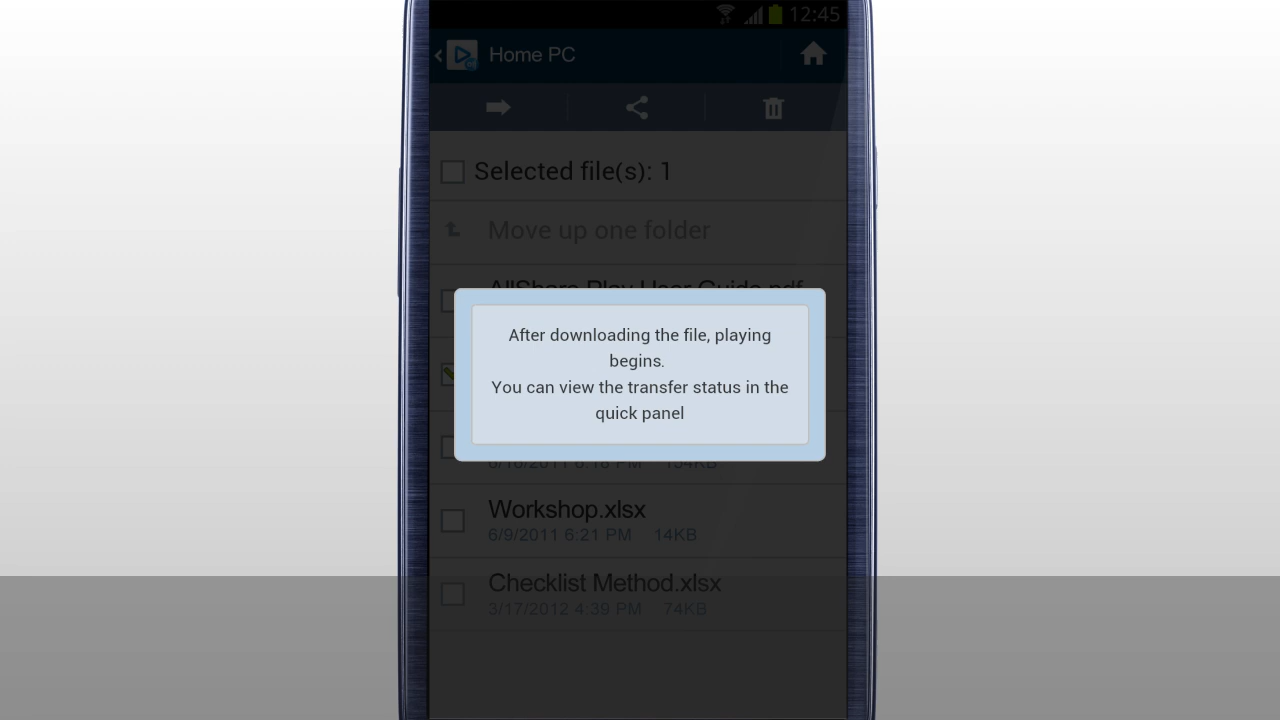 12:45
Home PC
Selected file(s): 1
Move up one folder
After downloading the file, playing
begins.
You can view the transfer status in the
quick panel
Workshop.xlsx
6/9/2011 6:21 PM 14KB
Checklist Method.xlsx
3/17/2012 4:39 PM 74KB